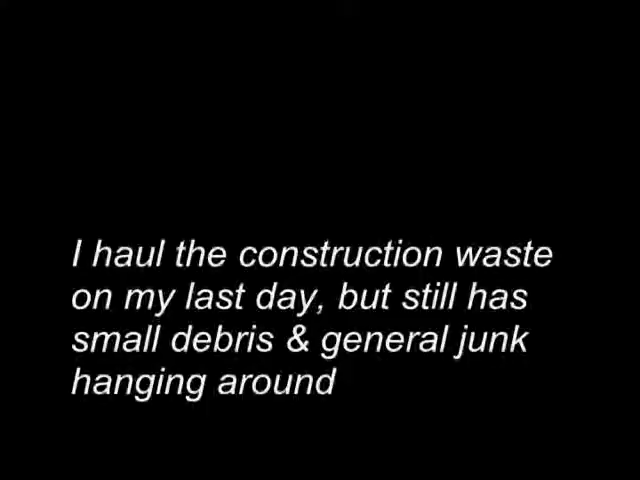 I haul the construction waste
on my last day, but still has
small debris & general junk
hanging around